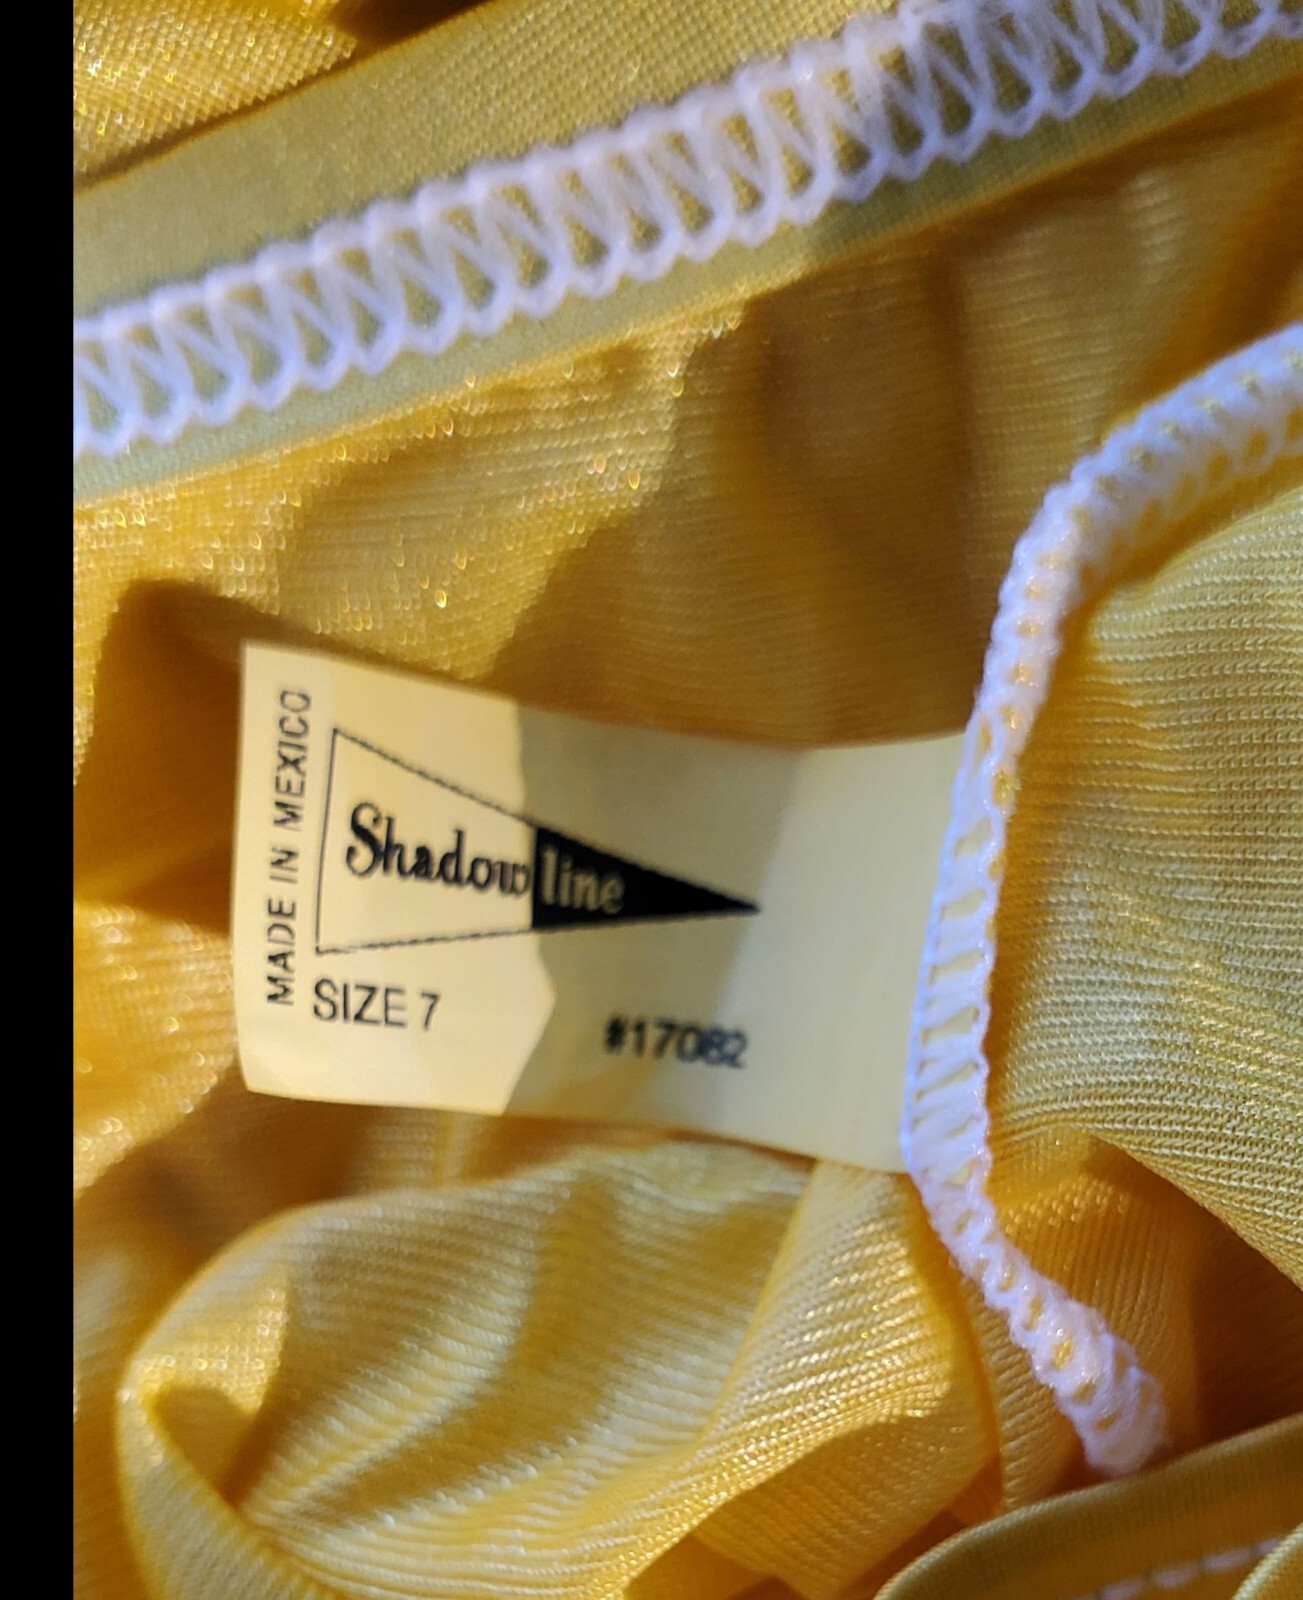 MADE IN MEXICO
Shadowline
SIZE 7
#17082